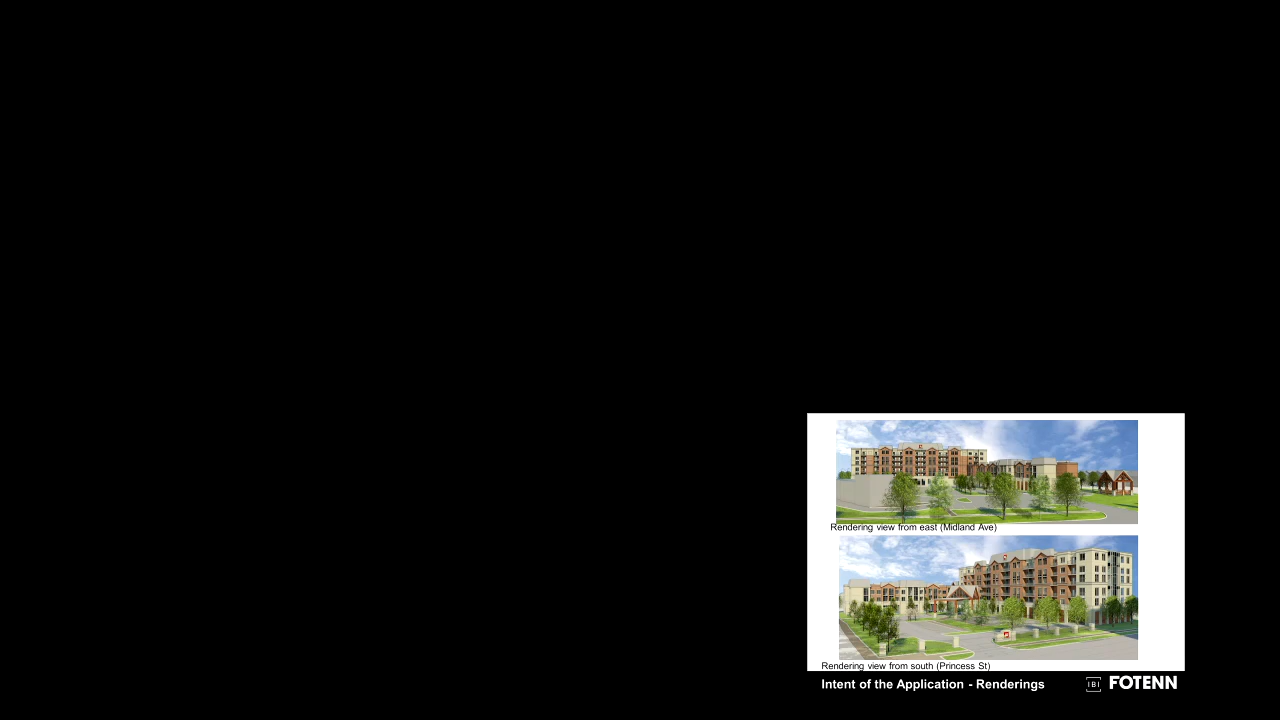 Rendering view from east (Midland Ave)
Rendering view from south (Princess St)
Intent of the Application - Renderings
IBI
FOTENN